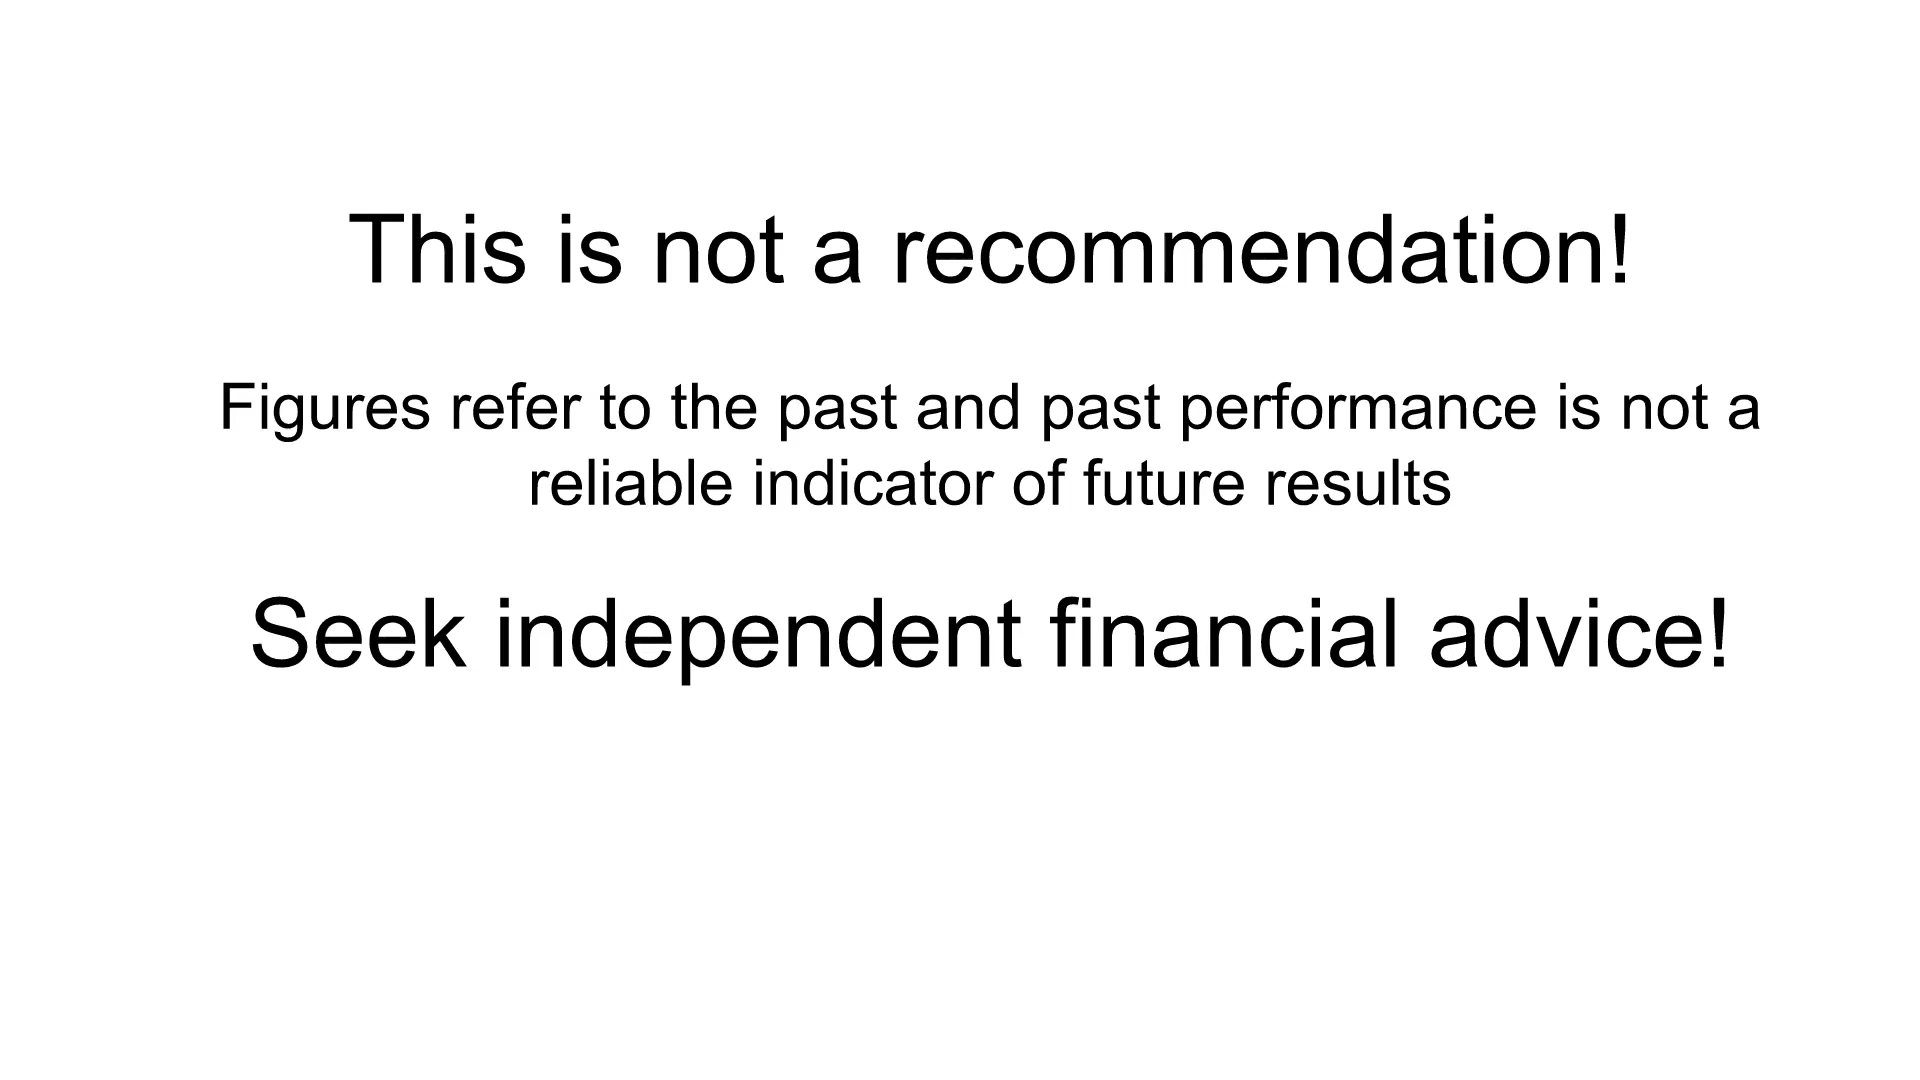 This is not a recommendation!
Figures refer to the past and past performance is not a
reliable indicator of future results
Seek independent financial advice!